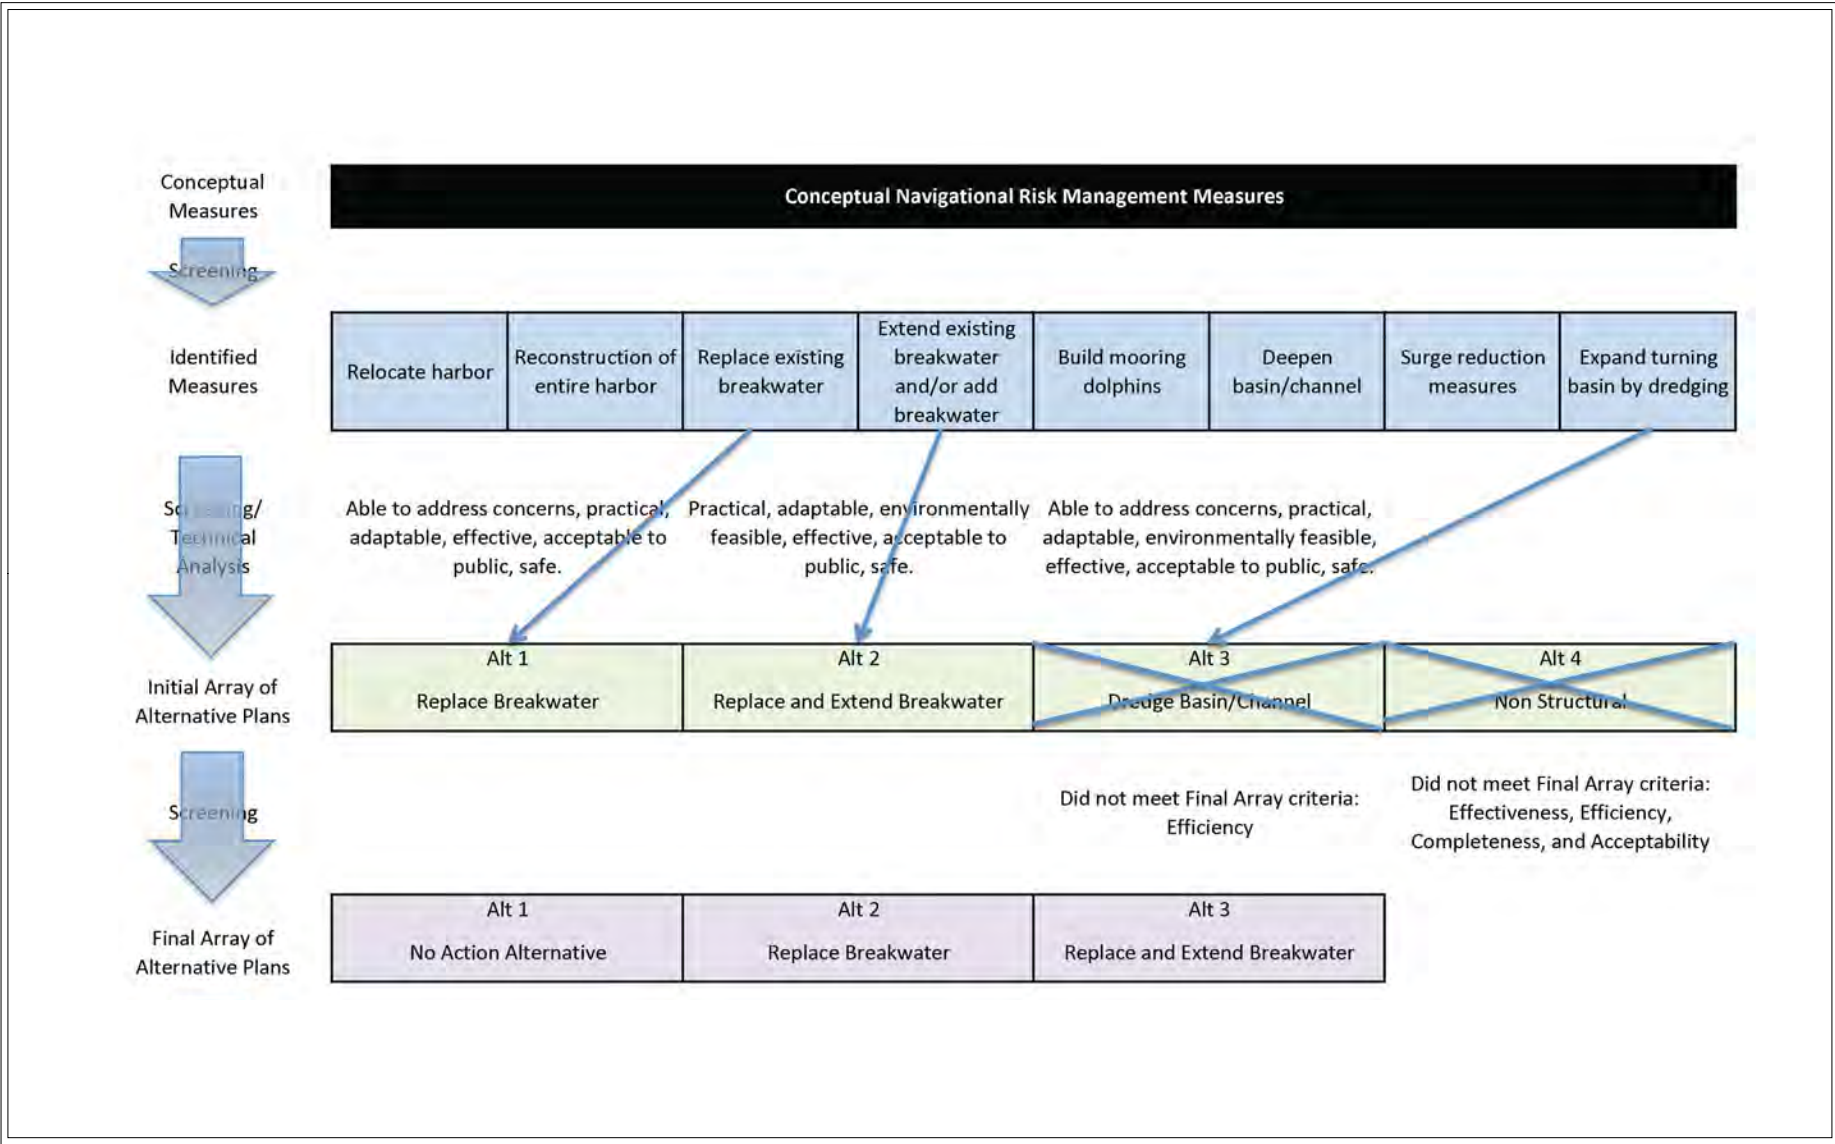 Conceptual
Measures
Conceptual Navigational Risk Management Measures
Screening
Identified
Measures
Relocate harbor
Reconstruction of
entire harbor
Replace existing
breakwater
Extend existing
breakwater
and/or add
breakwater
Build mooring
dolphins
Deepen
basin/channel
Surge reduction
measures
Expand turning
basin by dredging
Screening/
Technical
Analysis
Able to address concerns, practical,
adaptable, effective, acceptable to
public, safe.
Practical, adaptable, environmentally
feasible, effective, acceptable to
public, safe.
Able to address concerns, practical,
adaptable, environmentally feasible,
effective, acceptable to public, safe.
Initial Array of
Alternative Plans
Alt 1
Replace Breakwater
Alt 2
Replace and Extend Breakwater
Alt 3
Dredge Basin/Channel
Alt 4
Non Structural
Screening
Did not meet Final Array criteria:
Efficiency
Did not meet Final Array criteria:
Effectiveness, Efficiency,
Completeness, and Acceptability
Final Array of
Alternative Plans
Alt 1
No Action Alternative
Alt 2
Replace Breakwater
Alt 3
Replace and Extend Breakwater